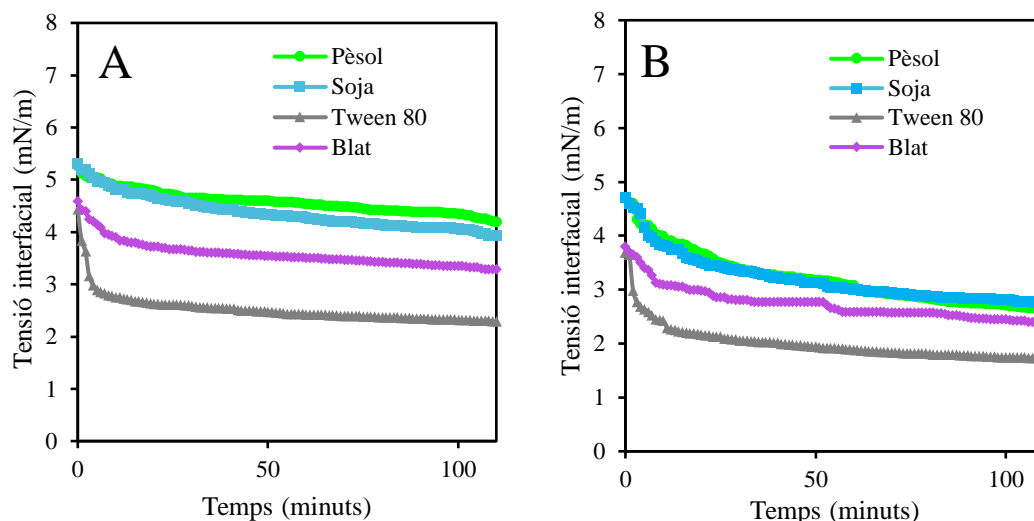 A
Pèsol
Soja
Tween 80
Blat
Tensió interfacial (mN/m)
8
7
6
5
4
3
2
1
0
0 50 100
Temps (minuts)
B
Pèsol
Soja
Tween 80
Blat
Tensió interfacial (mN/m)
8
7
6
5
4
3
2
1
0
0 50 100
Temps (minuts)